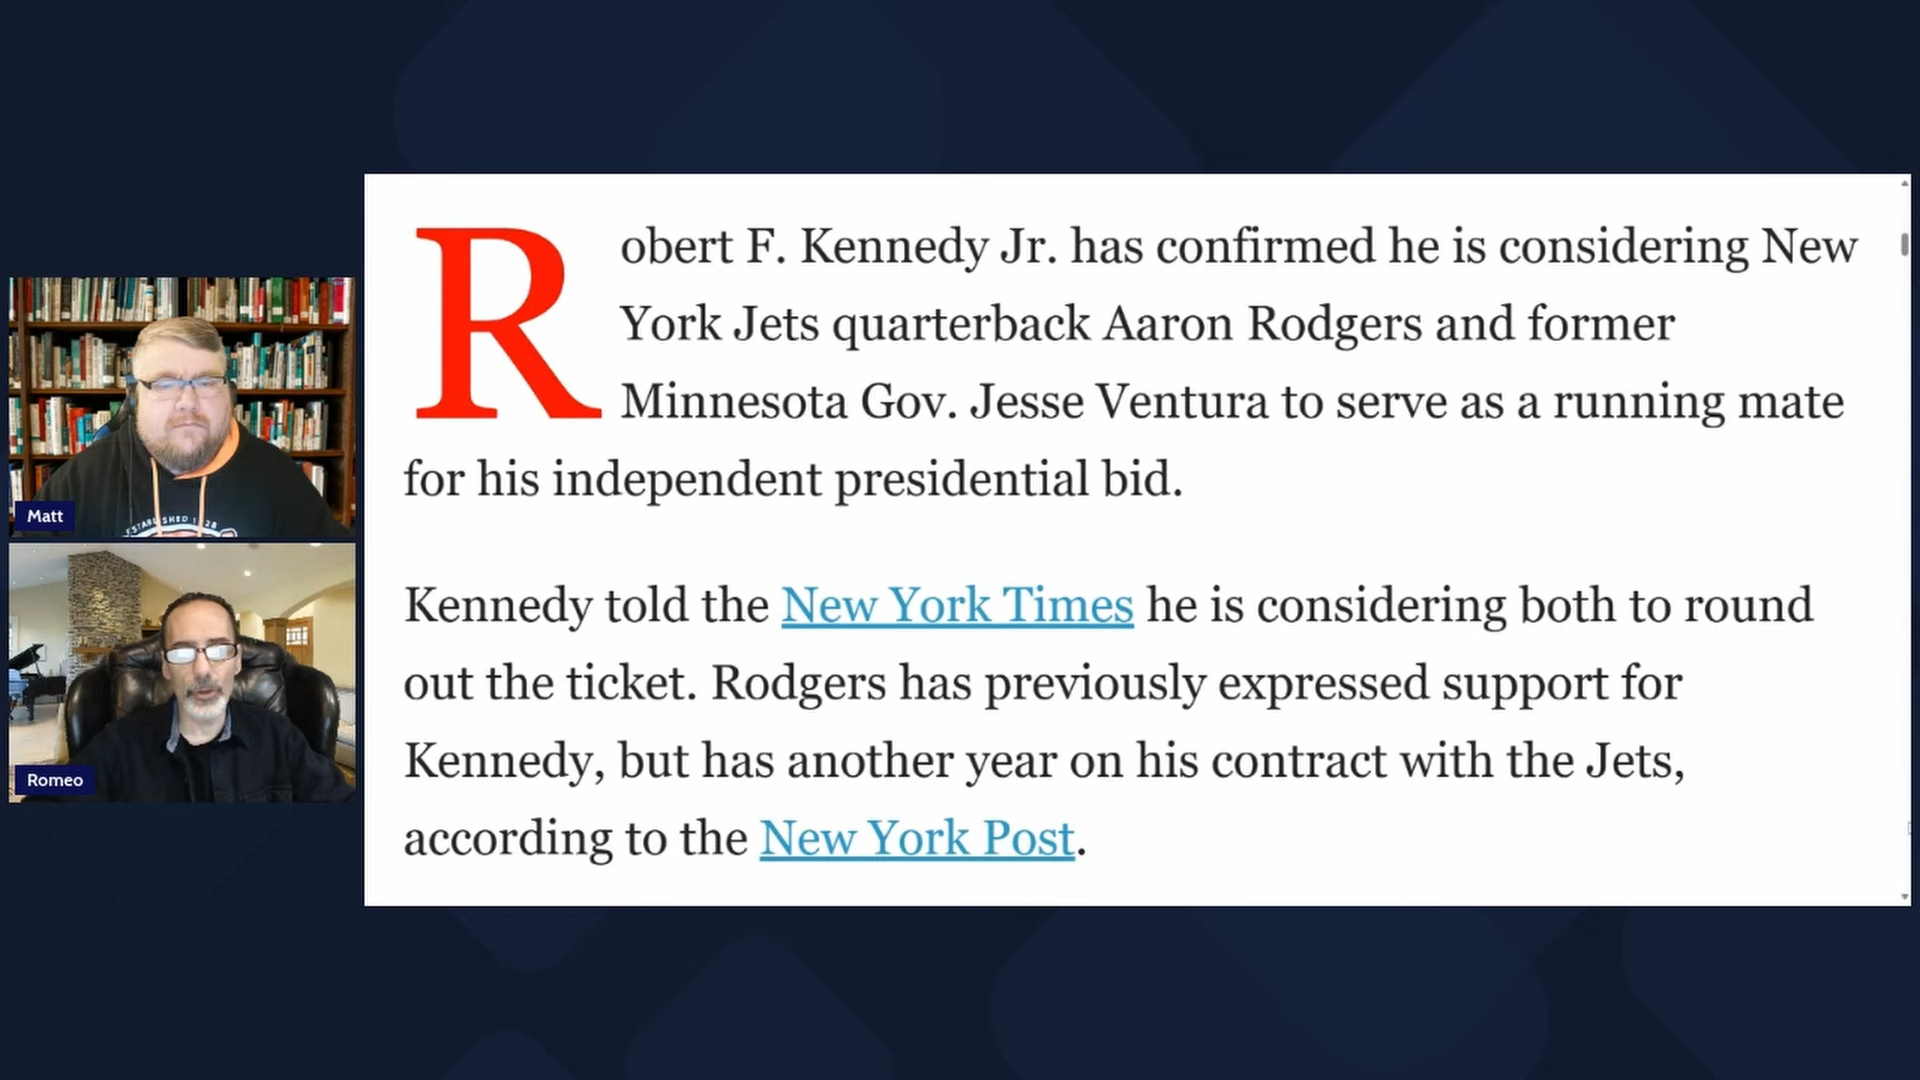 Robert F. Kennedy Jr. has confirmed he is considering New
York Jets quarterback Aaron Rodgers and former
Minnesota Gov. Jesse Ventura to serve as a running mate
for his independent presidential bid.
Kennedy told the New York Times he is considering both to round
out the ticket. Rodgers has previously expressed support for
Kennedy, but has another year on his contract with the Jets,
according to the New York Post.
Matt
Romeo